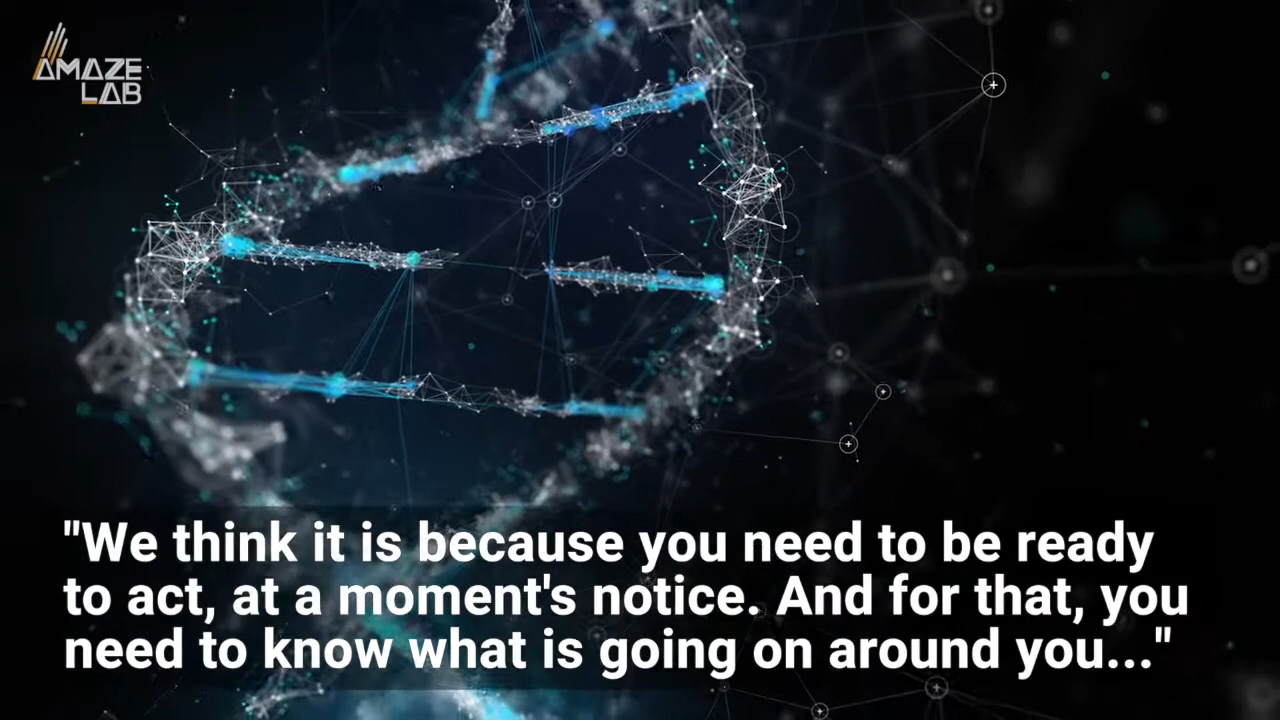 AMAZE
LAB
"We think it is because you need to be ready
to act, at a moment's notice. And for that, you
need to know what is going on around you..."